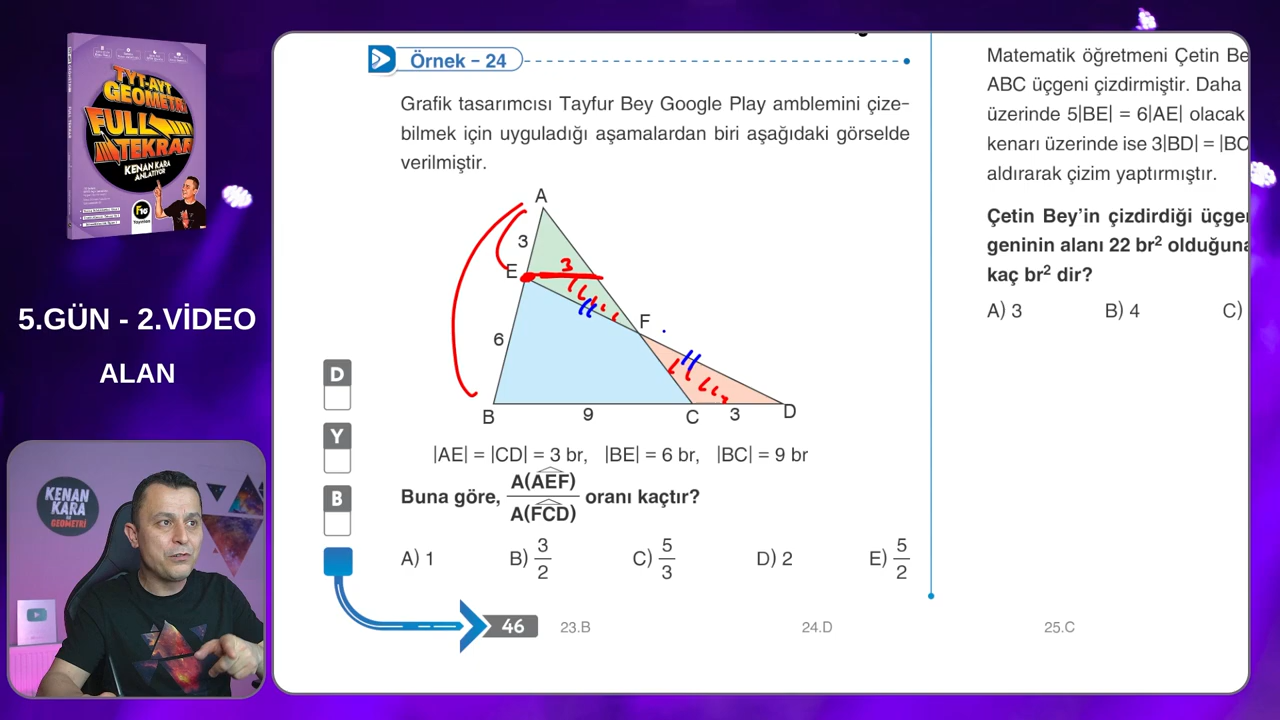 TYT-AYT
GEOMETRİ
FULL
TEKRAR
KENAN KARA
ANLATIYOR
5.GÜN - 2.VİDEO
ALAN
KENAN
KARA
GEOMETRİ
Örnek – 24
Grafik tasarımcısı Tayfur Bey Google Play amblemini çize-
bilmek için uyguladığı aşamalardan biri aşağıdaki görselde
verilmiştir.
A
3
3
E
F
6
B
9
C
3
D
|AE| = |CD| = 3 br, |BE| = 6 br, |BC| = 9 br
Buna göre, A(AEF) / A(FCD) oranı kaçtır?
A) 1 B) 3/2 C) 5/3 D) 2 E) 5/2
D
Y
B
46
23.B 24.D 25.C
Matematik öğretmeni Çetin Be
ABC üçgeni çizdirmiştir. Daha
üzerinde 5|BE| = 6|AE| olacak
kenarı üzerinde ise 3|BD| = |BC
aldırarak çizim yaptırmıştır.
Çetin Bey'in çizdirdiği üçge
geninin alanı 22 br² olduğuna
kaç br² dir?
A) 3 B) 4 C)